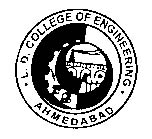 L. D. COLLEGE OF ENGINEERING
AHMEDABAD